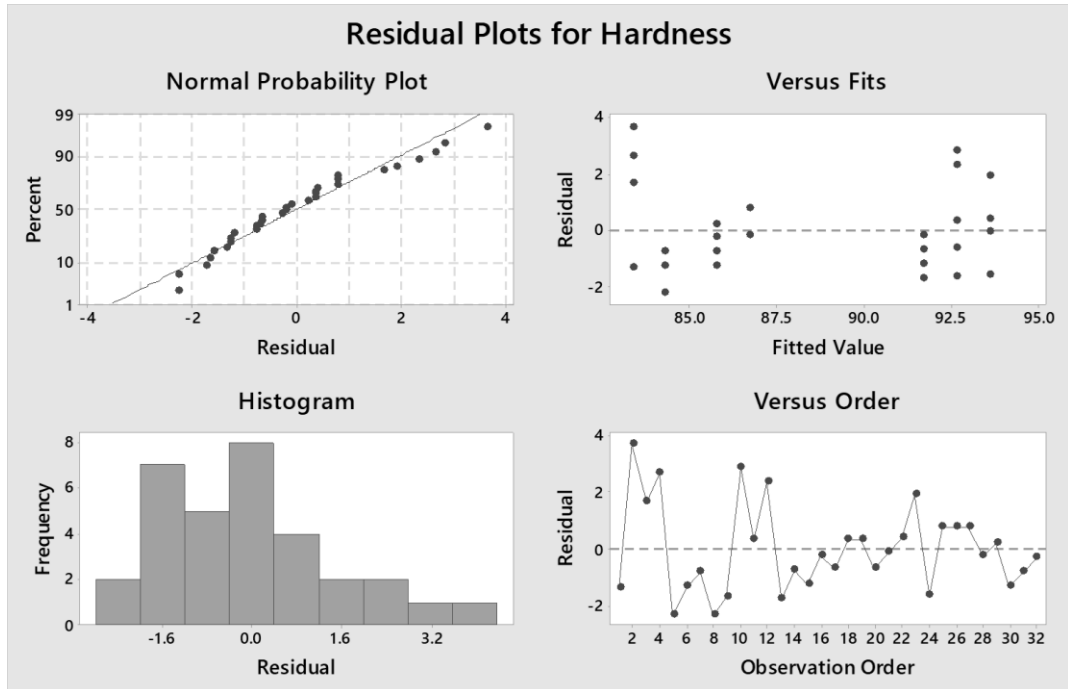 Residual Plots for Hardness
Normal Probability Plot
99
90
50
10
1
Percent
-4 -2 0 2 4
Residual
Versus Fits
4
2
0
-2
Residual
85.0 87.5 90.0 92.5 95.0
Fitted Value
Histogram
8
6
4
2
0
Frequency
-1.6 0.0 1.6 3.2
Residual
Versus Order
4
2
0
-2
Residual
2 4 6 8 10 12 14 16 18 20 22 24 26 28 30 32
Observation Order